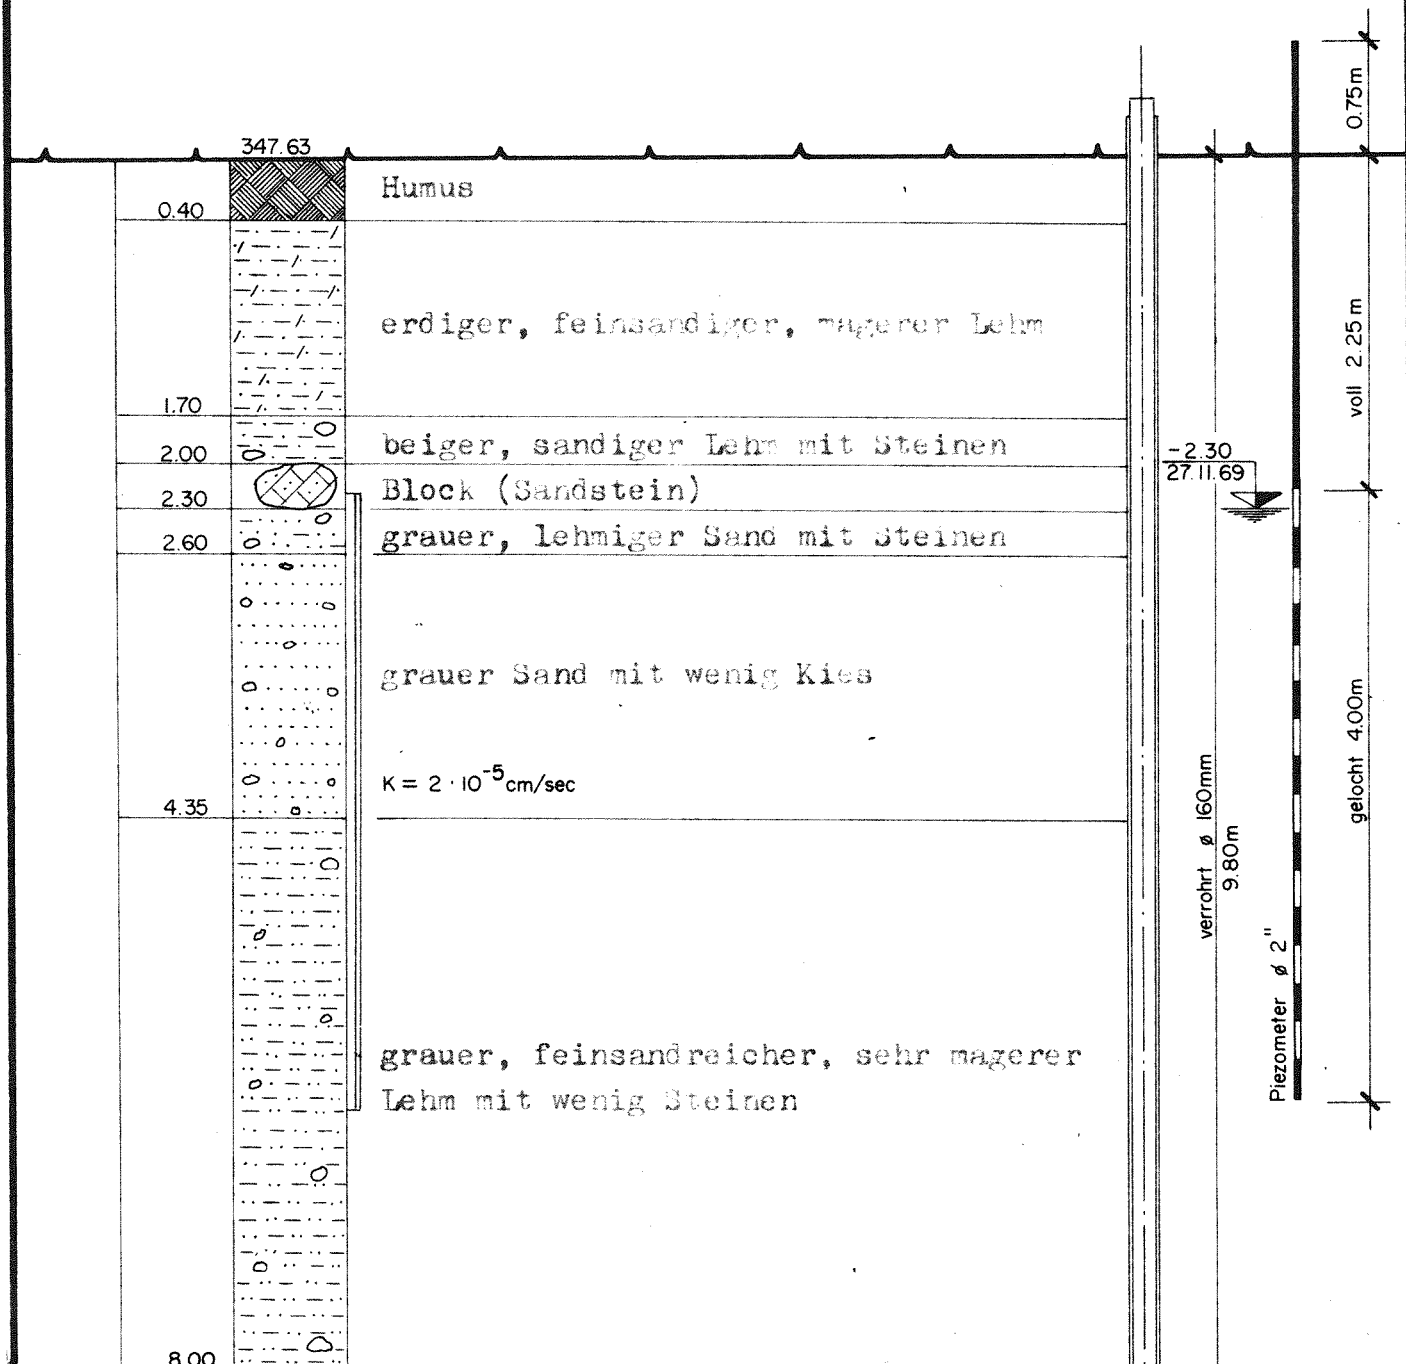 347.63
Humus
0.40
erdiger, feinsandiger, magerer Lehm
1.70
beiger, sandiger Lehm mit Steinen
2.00
Block (Sandstein)
2.30
grauer, lehmiger Sand mit Steinen
2.60
grauer Sand mit wenig Kies
K = 2 · 10⁻⁵ cm/sec
4.35
grauer, feinsandreicher, sehr magerer
Lehm mit wenig Steinen
8.00
-2.30
27.11.69
verrohrt ø 160mm
9.80m
Piezometer ø 2"
0.75m
voll 2.25 m
gelocht 4.00m